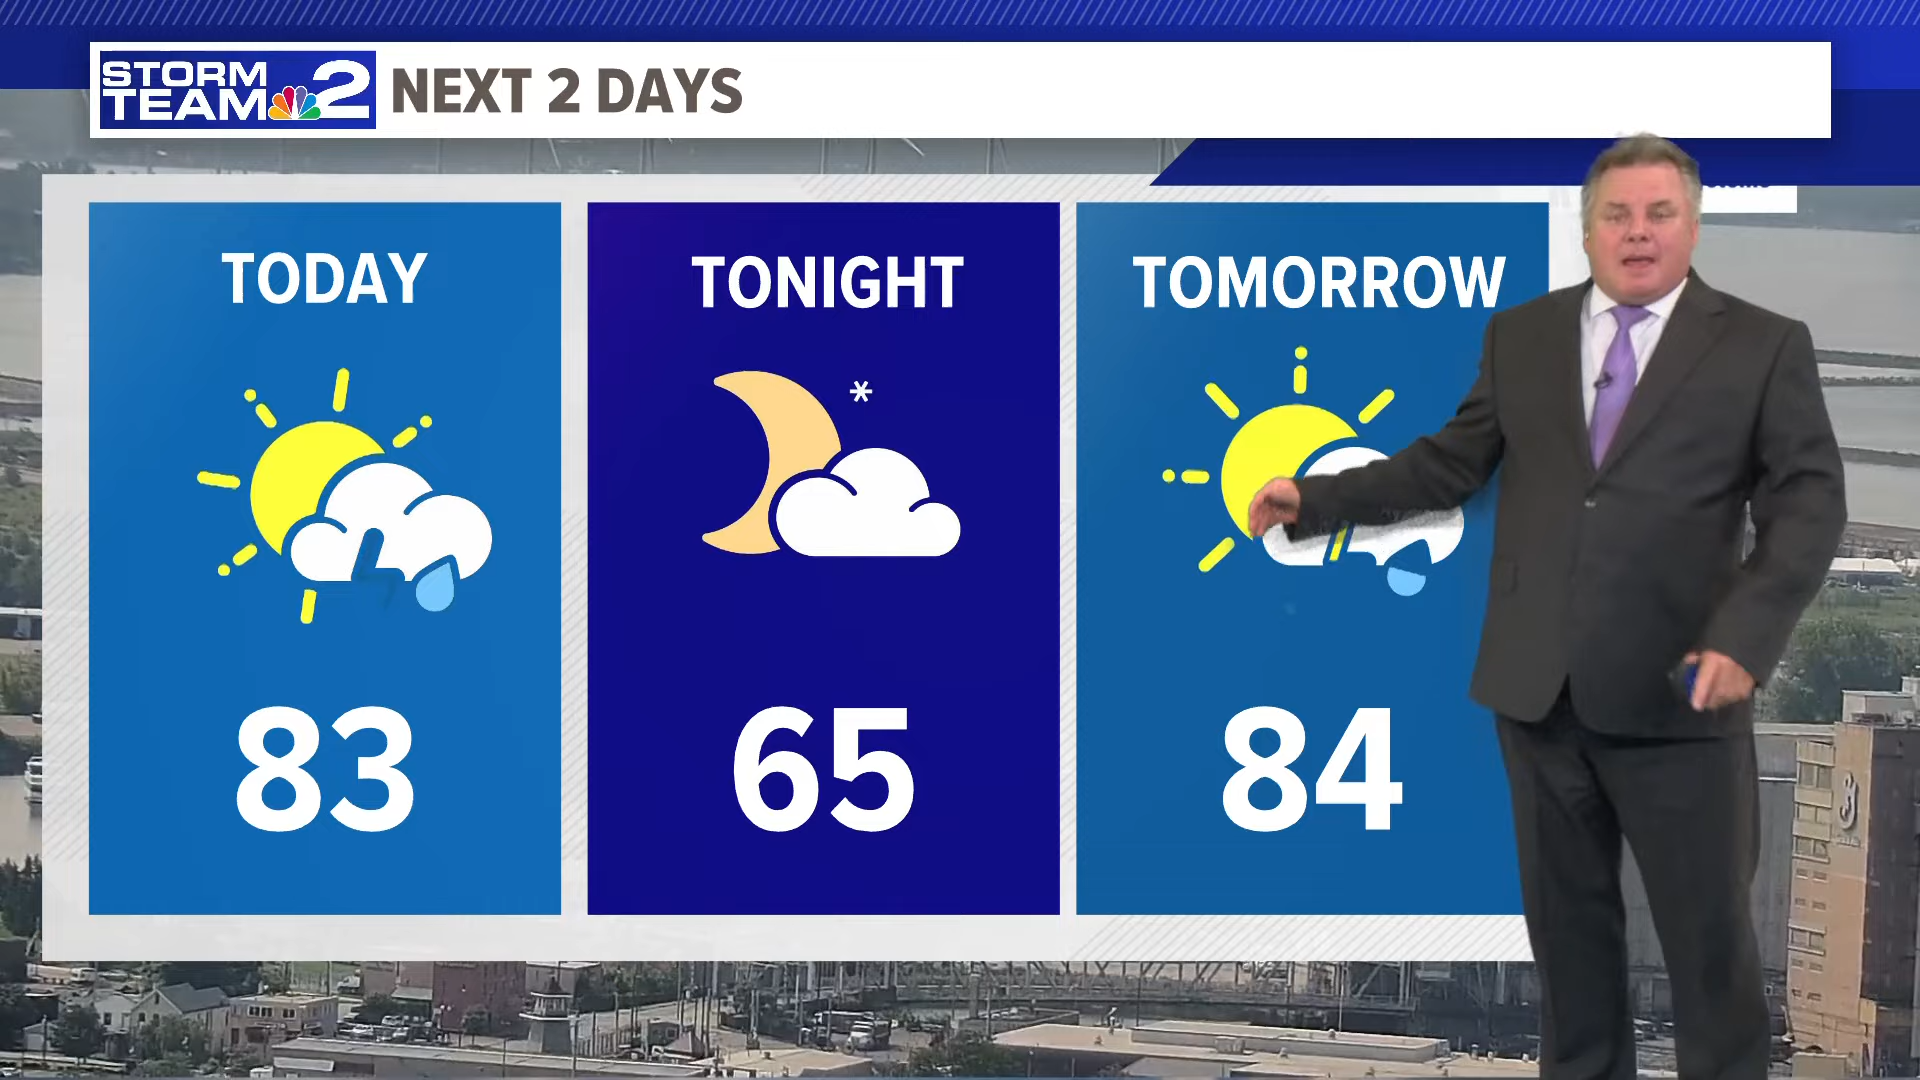 STORM
TEAM 2
NEXT 2 DAYS
TODAY
TONIGHT
TOMORROW
83
65
84